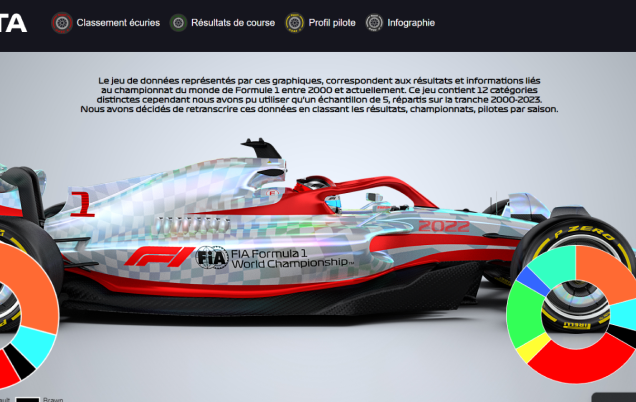 TA
Classement écuries
Résultats de course
Profil pilote
Infographie
Le jeu de données représentés par ces graphiques, correspondent aux résultats et informations liés
au championnat du monde de Formule 1 entre 2000 et actuellement. Ce jeu contient 12 catégories
distinctes cependant nous avons pu utiliser qu'un échantillon de 5, répartis sur la tranche 2000-2023.
Nous avons décidés de retranscrire ces données en classant les résultats, championnats, pilotes par saison.
1
2022
P ZERO
F1
FIA
FIA Formula 1
World Championship™
PIRELLI
Brawn